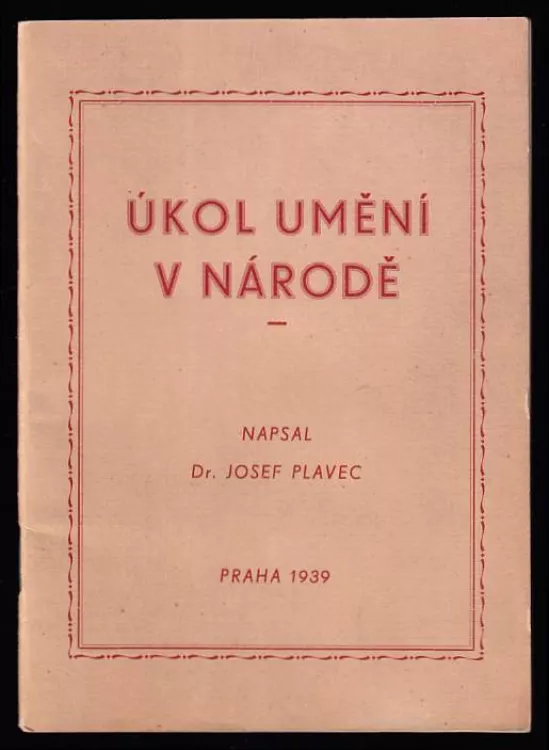 ÚKOL UMĚNÍ
V NÁRODĚ
NAPSAL
Dr. JOSEF PLAVEC
PRAHA 1939